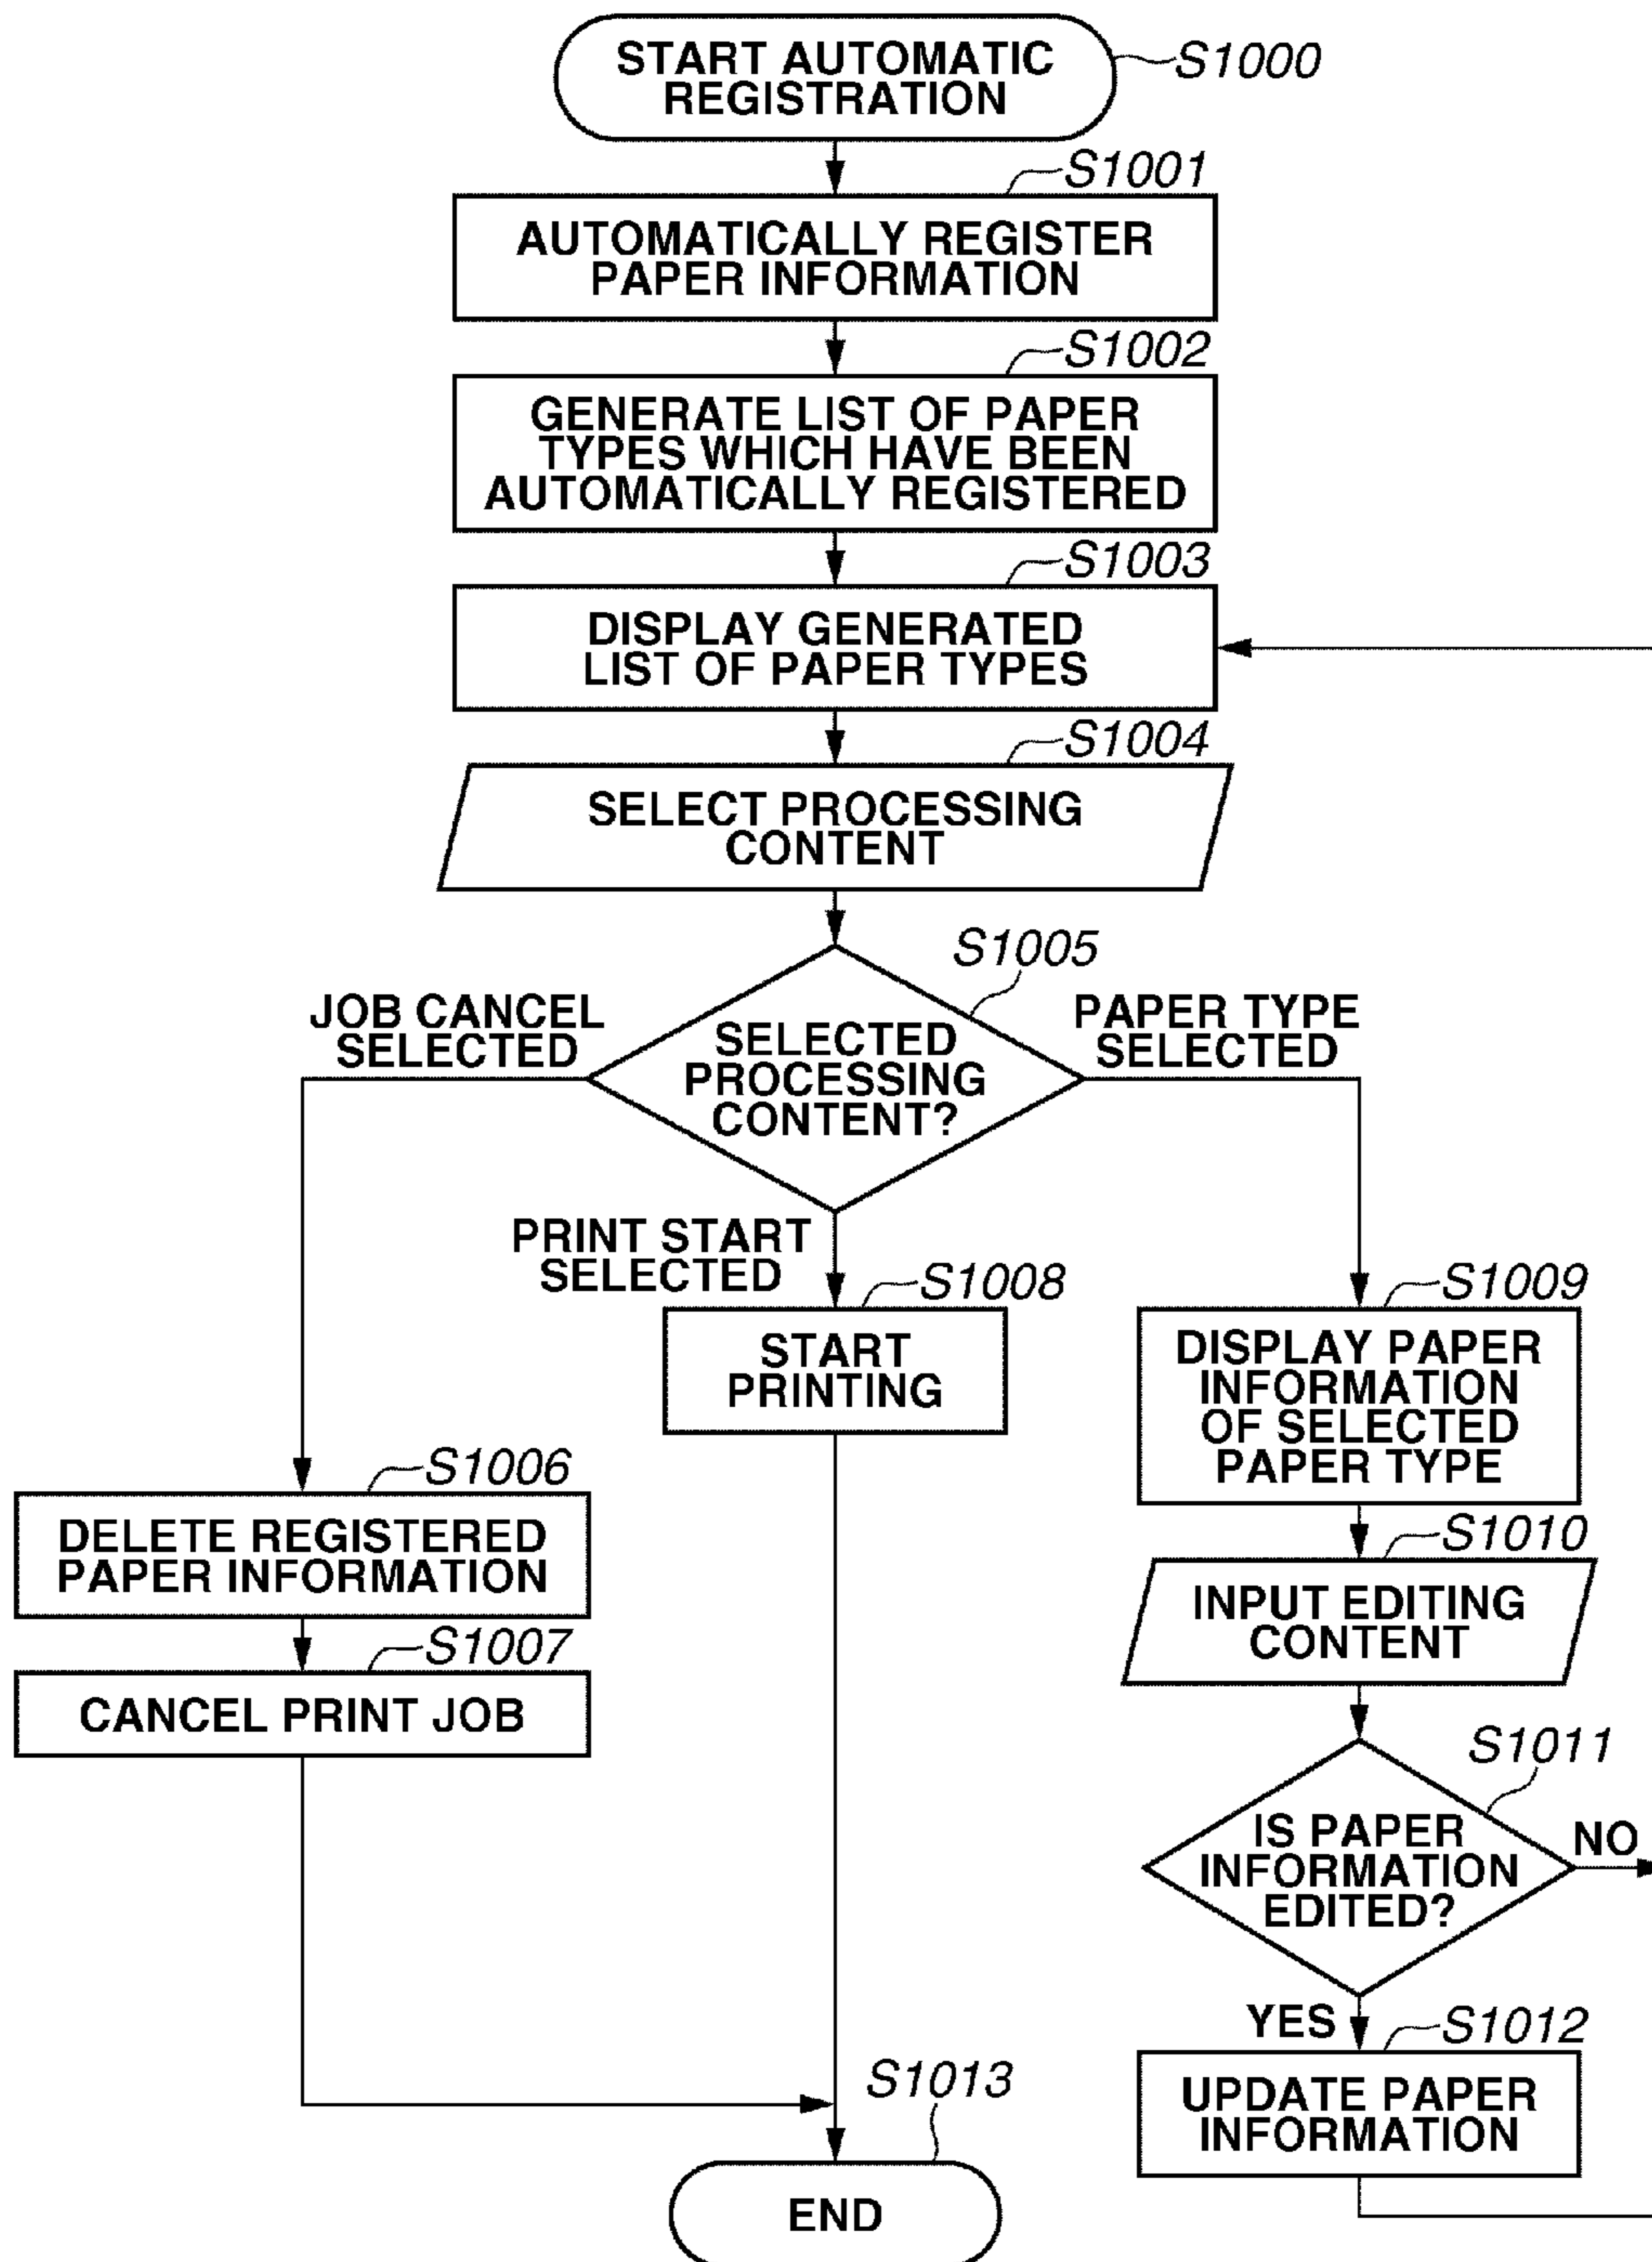 START AUTOMATIC
REGISTRATION
S1000
S1001
AUTOMATICALLY REGISTER
PAPER INFORMATION
S1002
GENERATE LIST OF PAPER
TYPES WHICH HAVE BEEN
AUTOMATICALLY REGISTERED
S1003
DISPLAY GENERATED
LIST OF PAPER TYPES
S1004
SELECT PROCESSING
CONTENT
S1005
JOB CANCEL
SELECTED
SELECTED
PROCESSING
CONTENT?
PAPER TYPE
SELECTED
PRINT START
SELECTED
S1008
START
PRINTING
S1009
DISPLAY PAPER
INFORMATION
OF SELECTED
PAPER TYPE
S1006
DELETE REGISTERED
PAPER INFORMATION
S1010
INPUT EDITING
CONTENT
S1007
CANCEL PRINT JOB
S1011
IS PAPER
INFORMATION
EDITED?
NO
YES
S1012
UPDATE PAPER
INFORMATION
S1013
END